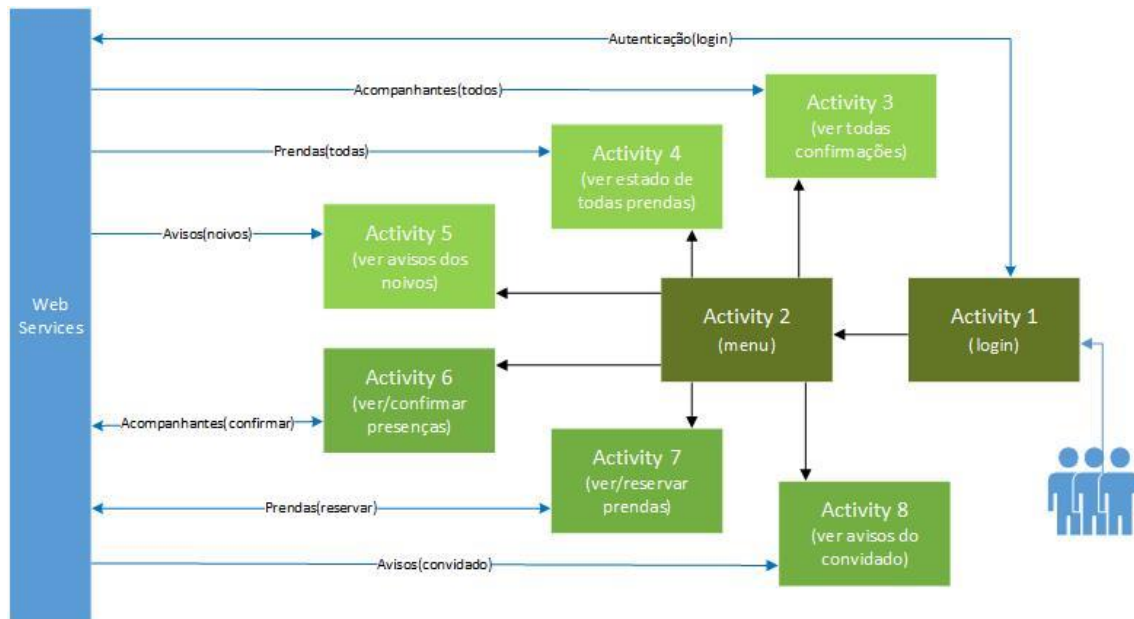 Autenticação(login)
Acompanhantes(todos)
Activity 3
(ver todas
confirmações)
Prendas(todas)
Activity 4
(ver estado de
todas prendas)
Avisos(noivos)
Activity 5
(ver avisos dos
noivos)
Web
Services
Activity 2
(menu)
Activity 1
(login)
Activity 6
(ver/confirmar
presenças)
Acompanhantes(confirmar)
Activity 7
(ver/reservar
prendas)
Prendas(reservar)
Activity 8
(ver avisos do
convidado)
Avisos(convidado)